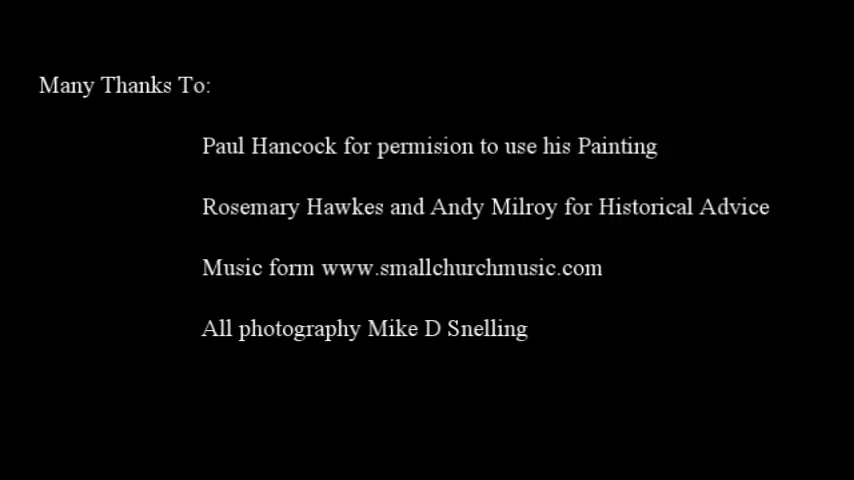 Many Thanks To:
Paul Hancock for permision to use his Painting
Rosemary Hawkes and Andy Milroy for Historical Advice
Music form www.smallchurchmusic.com
All photography Mike D Snelling